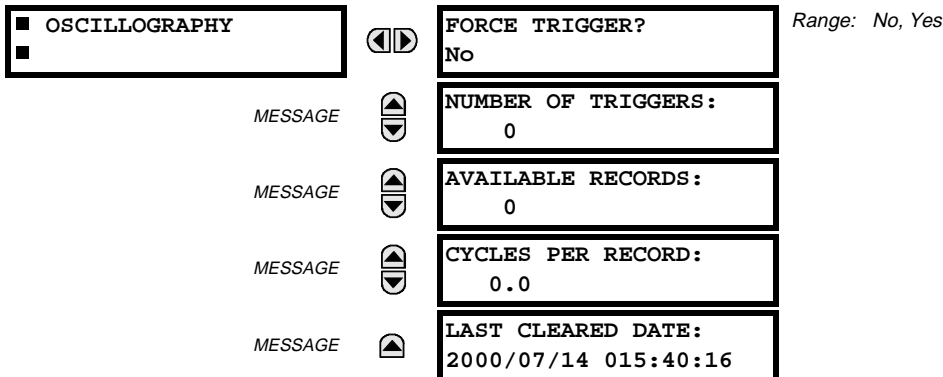 OSCILLOGRAPHY
FORCE TRIGGER?
No
Range: No, Yes
MESSAGE
NUMBER OF TRIGGERS:
0
MESSAGE
AVAILABLE RECORDS:
0
MESSAGE
CYCLES PER RECORD:
0.0
MESSAGE
LAST CLEARED DATE:
2000/07/14 015:40:16